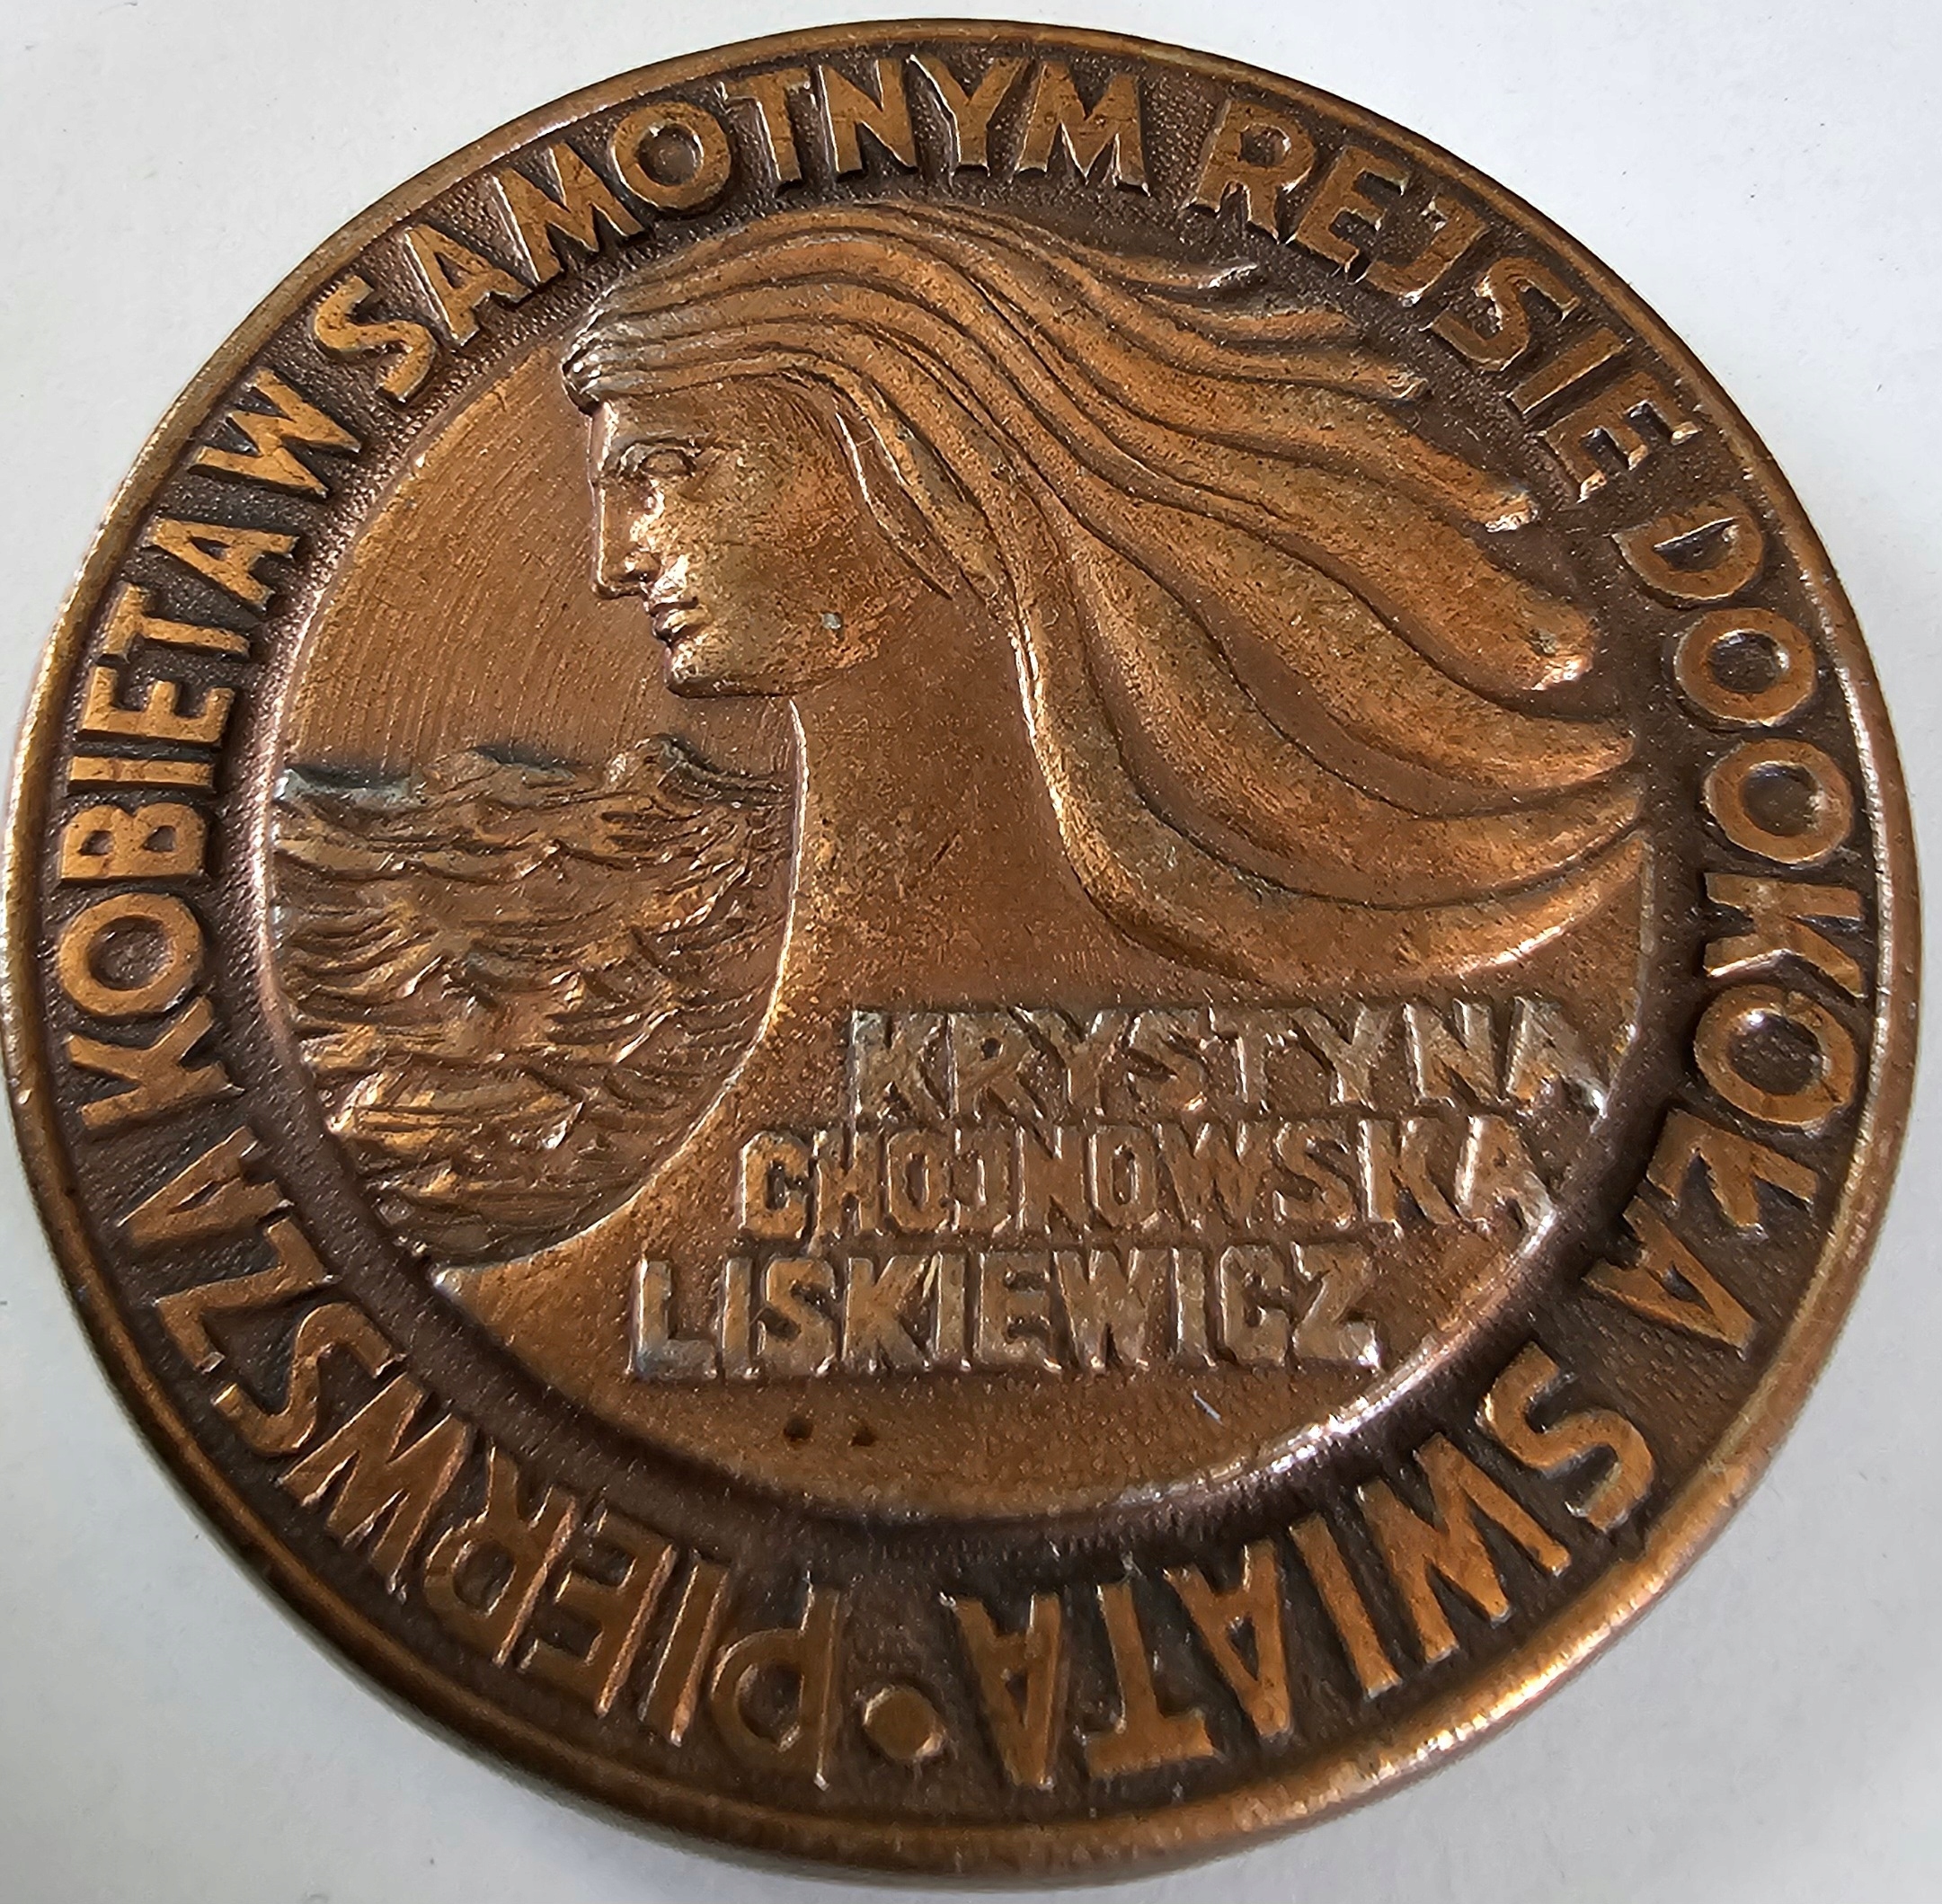 PIERWSZA KOBIETA W SAMOTNYM REJSIE DOOKOŁA ŚWIATA •
KRYSTYNA
CHOJNOWSKA
LISKIEWICZ